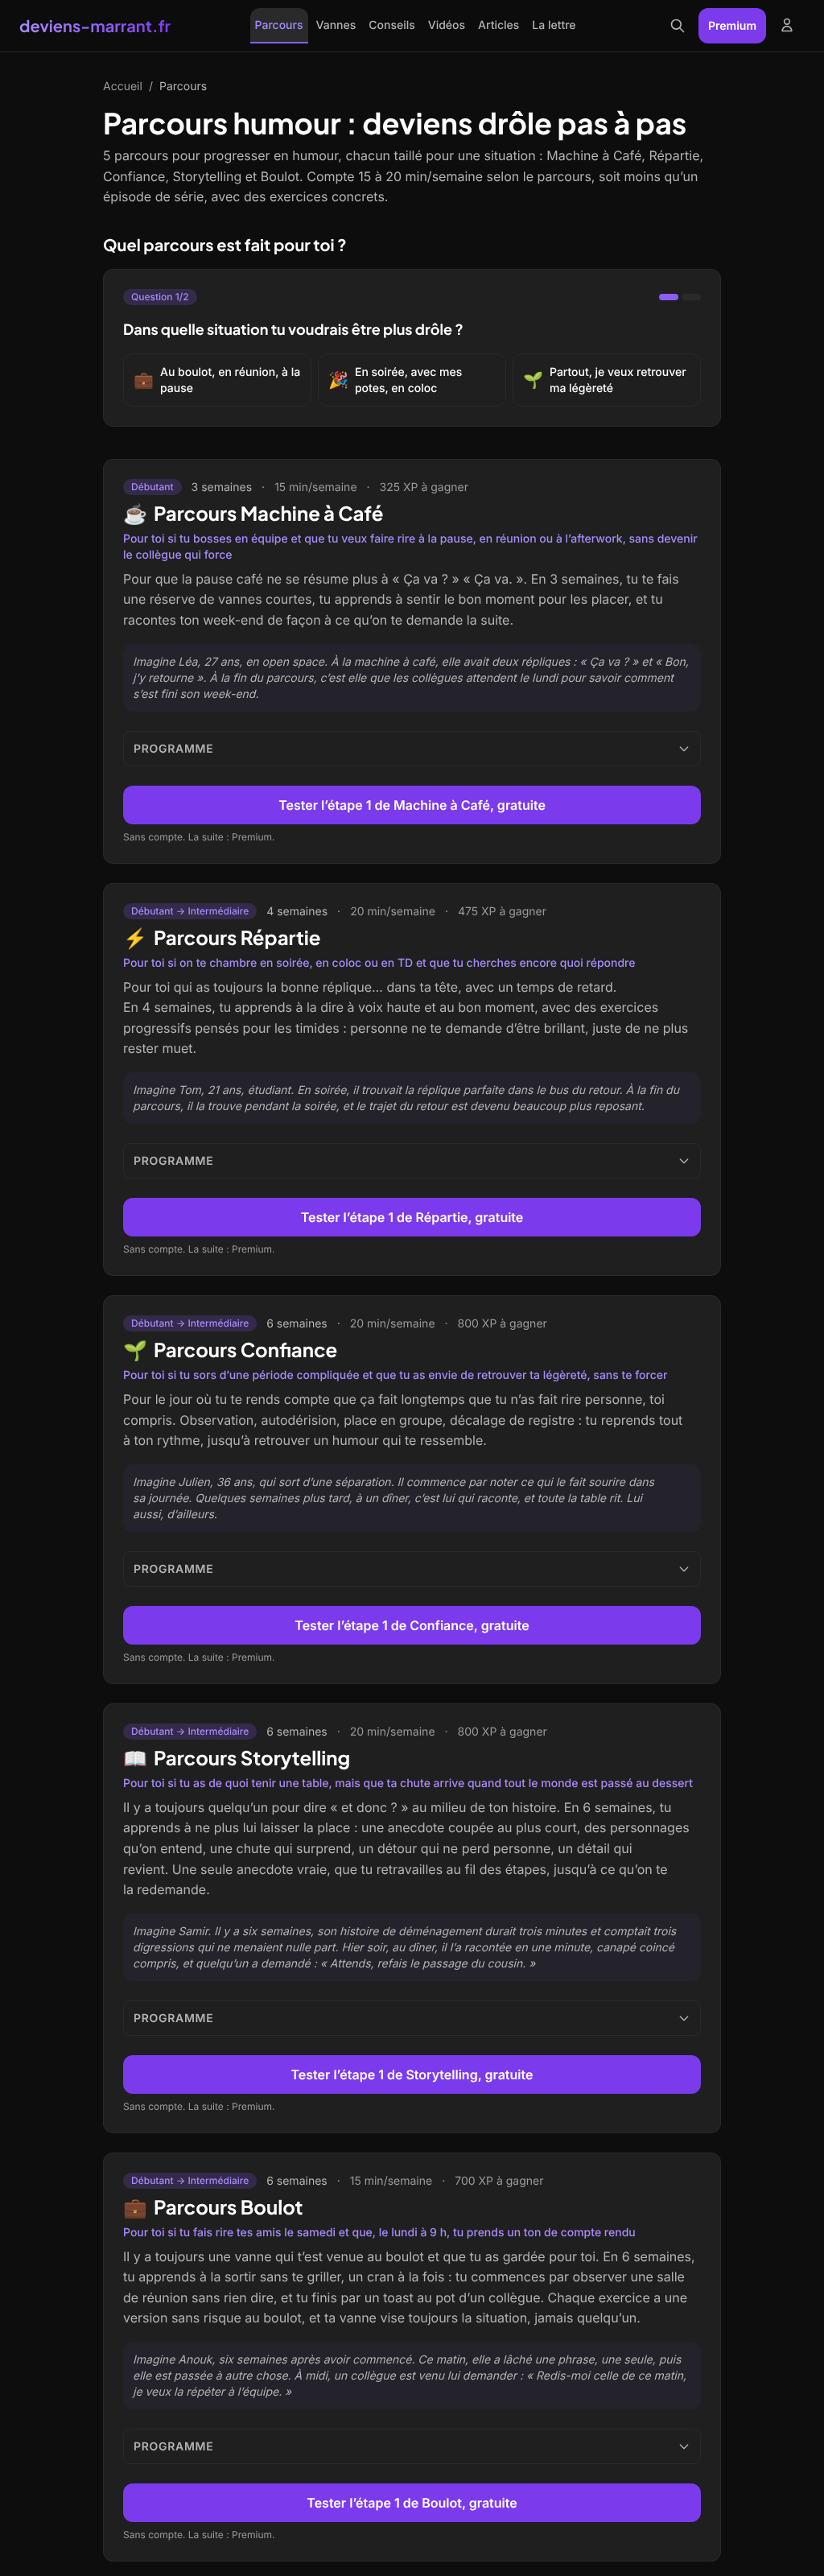 deviens-marrant.fr
Parcours
Vannes
Conseils
Vidéos
Articles
La lettre
Premium
Accueil / Parcours
Parcours humour : deviens drôle pas à pas
5 parcours pour progresser en humour, chacun taillé pour une situation : Machine à Café, Répartie,
Confiance, Storytelling et Boulot. Compte 15 à 20 min/semaine selon le parcours, soit moins qu’un
épisode de série, avec des exercices concrets.
Quel parcours est fait pour toi ?
Question 1/2
Dans quelle situation tu voudrais être plus drôle ?
Au boulot, en réunion, à la
pause
En soirée, avec mes
potes, en coloc
Partout, je veux retrouver
ma légèreté
Débutant 3 semaines · 15 min/semaine · 325 XP à gagner
Parcours Machine à Café
Pour toi si tu bosses en équipe et que tu veux faire rire à la pause, en réunion ou à l’afterwork, sans devenir
le collègue qui force
Pour que la pause café ne se résume plus à « Ça va ? » « Ça va. ». En 3 semaines, tu te fais
une réserve de vannes courtes, tu apprends à sentir le bon moment pour les placer, et tu
racontes ton week-end de façon à ce qu’on te demande la suite.
Imagine Léa, 27 ans, en open space. À la machine à café, elle avait deux répliques : « Ça va ? » et « Bon,
j’y retourne ». À la fin du parcours, c’est elle que les collègues attendent le lundi pour savoir comment
s’est fini son week-end.
PROGRAMME
Tester l’étape 1 de Machine à Café, gratuite
Sans compte. La suite : Premium.
Débutant → Intermédiaire 4 semaines · 20 min/semaine · 475 XP à gagner
Parcours Répartie
Pour toi si on te chambre en soirée, en coloc ou en TD et que tu cherches encore quoi répondre
Pour toi qui as toujours la bonne réplique… dans ta tête, avec un temps de retard.
En 4 semaines, tu apprends à la dire à voix haute et au bon moment, avec des exercices
progressifs pensés pour les timides : personne ne te demande d’être brillant, juste de ne plus
rester muet.
Imagine Tom, 21 ans, étudiant. En soirée, il trouvait la réplique parfaite dans le bus du retour. À la fin du
parcours, il la trouve pendant la soirée, et le trajet du retour est devenu beaucoup plus reposant.
PROGRAMME
Tester l’étape 1 de Répartie, gratuite
Sans compte. La suite : Premium.
Débutant → Intermédiaire 6 semaines · 20 min/semaine · 800 XP à gagner
Parcours Confiance
Pour toi si tu sors d’une période compliquée et que tu as envie de retrouver ta légèreté, sans te forcer
Pour le jour où tu te rends compte que ça fait longtemps que tu n’as fait rire personne, toi
compris. Observation, autodérision, place en groupe, décalage de registre : tu reprends tout
à ton rythme, jusqu’à retrouver un humour qui te ressemble.
Imagine Julien, 36 ans, qui sort d’une séparation. Il commence par noter ce qui le fait sourire dans
sa journée. Quelques semaines plus tard, à un dîner, c’est lui qui raconte, et toute la table rit. Lui
aussi, d’ailleurs.
PROGRAMME
Tester l’étape 1 de Confiance, gratuite
Sans compte. La suite : Premium.
Débutant → Intermédiaire 6 semaines · 20 min/semaine · 800 XP à gagner
Parcours Storytelling
Pour toi si tu as de quoi tenir une table, mais que ta chute arrive quand tout le monde est passé au dessert
Il y a toujours quelqu’un pour dire « et donc ? » au milieu de ton histoire. En 6 semaines, tu
apprends à ne plus lui laisser la place : une anecdote coupée au plus court, des personnages
qu’on entend, une chute qui surprend, un détour qui ne perd personne, un détail qui
revient. Une seule anecdote vraie, que tu retravailles au fil des étapes, jusqu’à ce qu’on te
la redemande.
Imagine Samir. Il y a six semaines, son histoire de déménagement durait trois minutes et comptait trois
digressions qui ne menaient nulle part. Hier soir, au dîner, il l’a racontée en une minute, canapé coincé
compris, et quelqu’un a demandé : « Attends, refais le passage du cousin. »
PROGRAMME
Tester l’étape 1 de Storytelling, gratuite
Sans compte. La suite : Premium.
Débutant → Intermédiaire 6 semaines · 15 min/semaine · 700 XP à gagner
Parcours Boulot
Pour toi si tu fais rire tes amis le samedi et que, le lundi à 9 h, tu prends un ton de compte rendu
Il y a toujours une vanne qui t’est venue au boulot et que tu as gardée pour toi. En 6 semaines,
tu apprends à la sortir sans te griller, un cran à la fois : tu commences par observer une salle
de réunion sans rien dire, et tu finis par un toast au pot d’un collègue. Chaque exercice a une
version sans risque au boulot, et ta vanne vise toujours la situation, jamais quelqu’un.
Imagine Anouk, six semaines après avoir commencé. Ce matin, elle a lâché une phrase, une seule, puis
elle est passée à autre chose. À midi, un collègue est venu lui demander : « Redis-moi celle de ce matin,
je veux la répéter à l’équipe. »
PROGRAMME
Tester l’étape 1 de Boulot, gratuite
Sans compte. La suite : Premium.